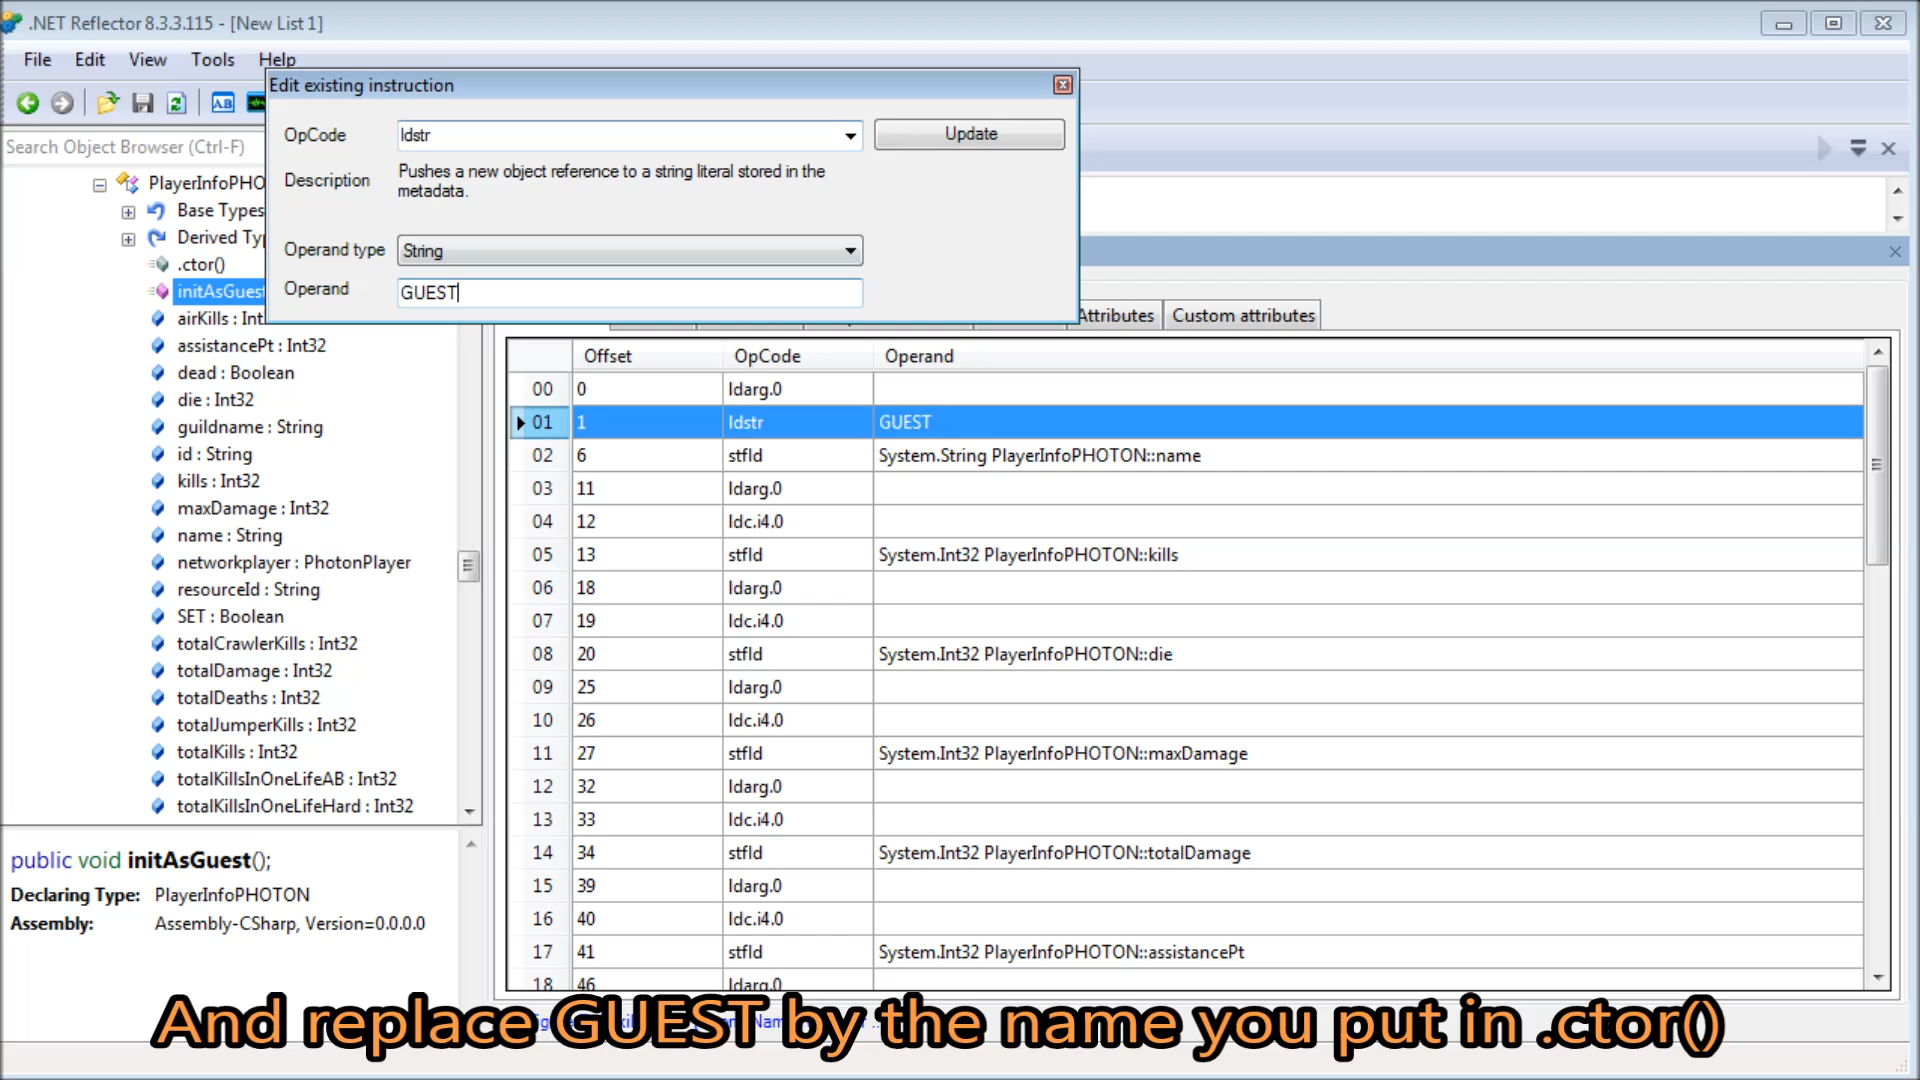 .NET Reflector 8.3.3.115 - [New List 1]
File Edit View Tools Help
Edit existing instruction
OpCode ldstr Update
Description Pushes a new object reference to a string literal stored in the
metadata.
Operand type String
Operand GUEST
Search Object Browser (Ctrl-F)
PlayerInfoPHO
Base Types
Derived Ty
.ctor()
initAsGuest
airKills : Int
assistancePt : Int32
dead : Boolean
die : Int32
guildname : String
id : String
kills : Int32
maxDamage : Int32
name : String
networkplayer : PhotonPlayer
resourceId : String
SET : Boolean
totalCrawlerKills : Int32
totalDamage : Int32
totalDeaths : Int32
totalJumperKills : Int32
totalKills : Int32
totalKillsInOneLifeAB : Int32
totalKillsInOneLifeHard : Int32
public void initAsGuest();
Declaring Type: PlayerInfoPHOTON
Assembly: Assembly-CSharp, Version=0.0.0.0
Attributes Custom attributes
Offset OpCode Operand
00 0 ldarg.0
01 1 ldstr GUEST
02 6 stfld System.String PlayerInfoPHOTON::name
03 11 ldarg.0
04 12 ldc.i4.0
05 13 stfld System.Int32 PlayerInfoPHOTON::kills
06 18 ldarg.0
07 19 ldc.i4.0
08 20 stfld System.Int32 PlayerInfoPHOTON::die
09 25 ldarg.0
10 26 ldc.i4.0
11 27 stfld System.Int32 PlayerInfoPHOTON::maxDamage
12 32 ldarg.0
13 33 ldc.i4.0
14 34 stfld System.Int32 PlayerInfoPHOTON::totalDamage
15 39 ldarg.0
16 40 ldc.i4.0
17 41 stfld System.Int32 PlayerInfoPHOTON::assistancePt
18 46 ldarg.0
And replace GUEST by the name you put in .ctor()